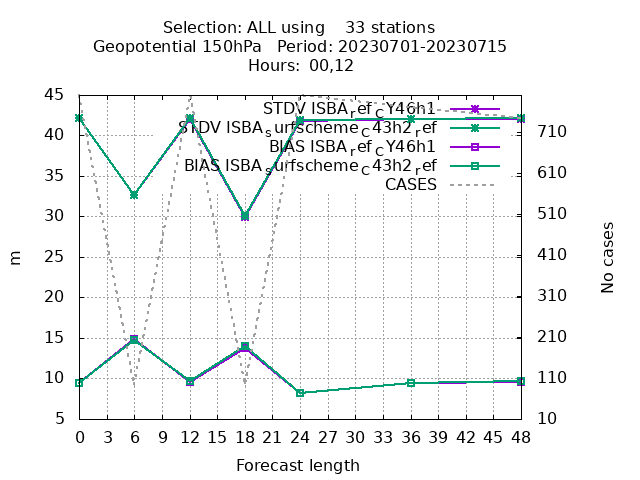 Selection: ALL using    33 stations
Geopotential 150hPa   Period: 20230701-20230715
Hours: 00,12
45
40
35
30
25
20
15
10
5
m
STDV ISBA_ref_CY46h1
STDV ISBA_surfscheme_C43h2_ref
BIAS ISBA_ref_CY46h1
BIAS ISBA_surfscheme_C43h2_ref
CASES
710
610
510
410
310
210
110
10
No cases
0 3 6 9 12 15 18 21 24 27 30 33 36 39 42 45 48
Forecast length